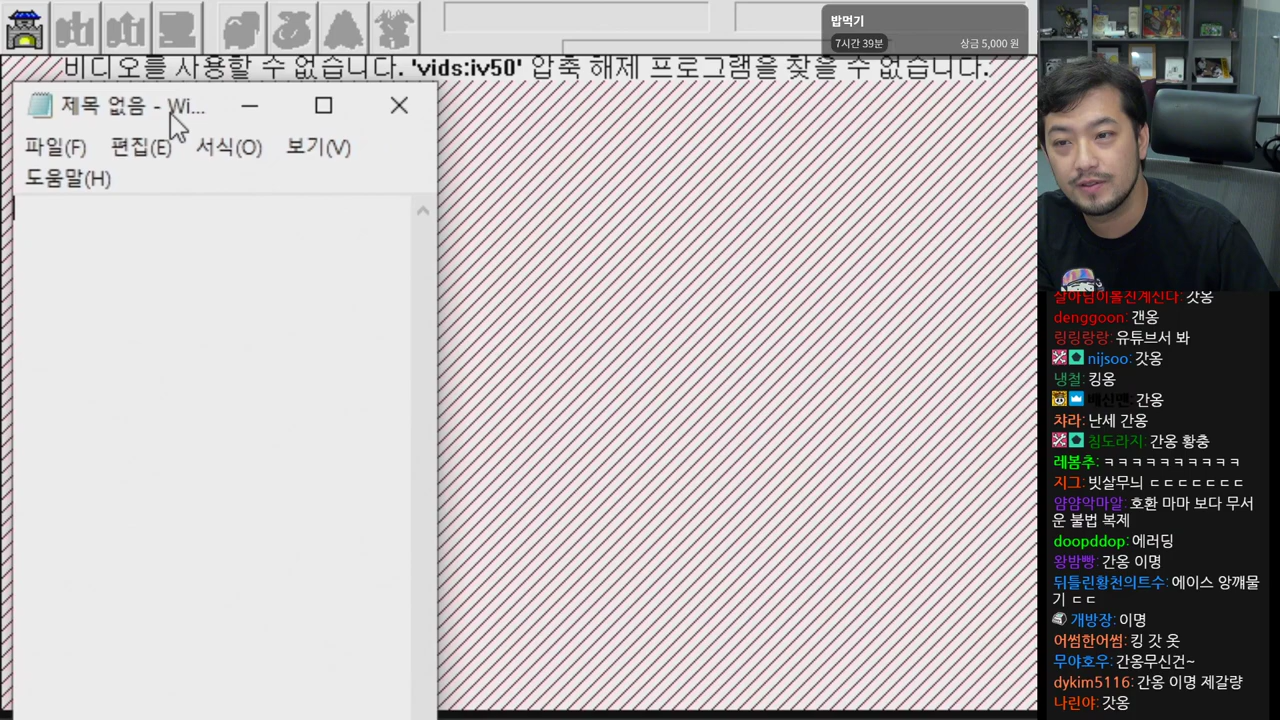 밥먹기
7시간 39분
상금 5,000 원
비디오를 사용할 수 없습니다. 'vids:iv50' 압축 해제 프로그램을 찾을 수 없습니다.
제목 없음 - Wi...
파일(F) 편집(E) 서식(O) 보기(V)
도움말(H)
갓옹
denggoon: 갠옹
링링랑랑: 유튜브서 봐
nijsoo: 갓옹
냉철: 킹옹
배신맨: 간옹
챠라: 난세 간옹
침도라지: 간옹 황충
레봄추: ㅋㅋㅋㅋㅋㅋㅋㅋㅋㅋ
지그: 빗살무늬 ㄷㄷㄷㄷㄷㄷㄷ
얌얌악마알: 호환 마마 보다 무서
운 불법 복제
doopddop: 에러딩
왕밤빵: 간옹 이명
뒤틀린황천의트수: 에이스 앙깨물
기 ㄷㄷ
개방장: 이명
어썸한어썸: 킹 갓 옷
무야호우: 간옹무신건~
dykim5116: 간옹 이명 제갈량
나린야: 갓옹